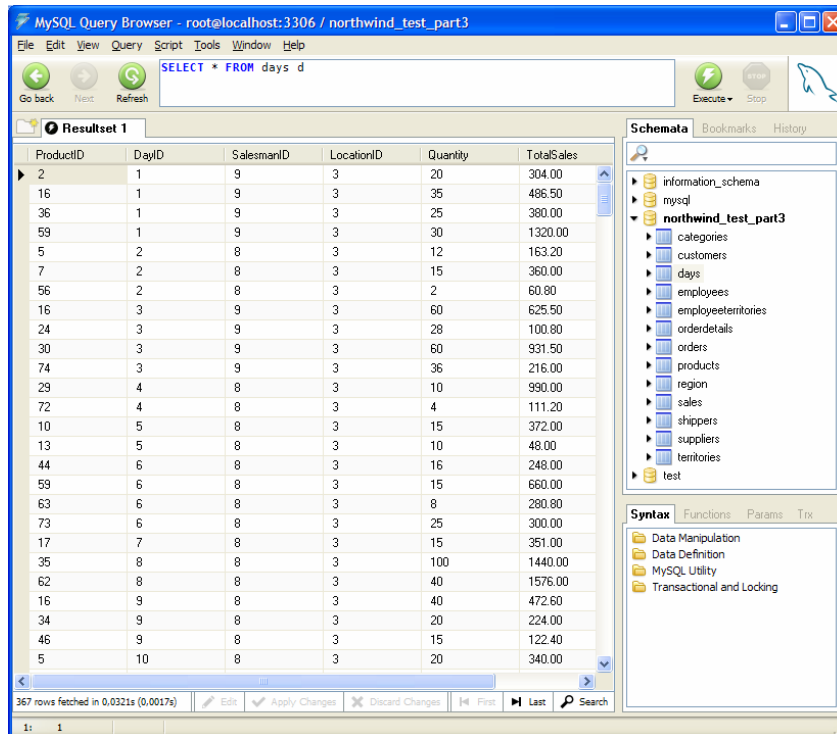 MySQL Query Browser - root@localhost:3306 / northwind_test_part3
File Edit View Query Script Tools Window Help
SELECT * FROM days d
Go back Next Refresh Execute STOP Stop
Resultset 1
ProductID DayID SalesmanID LocationID Quantity TotalSales
2 1 9 3 20 304.00
16 1 9 3 35 486.50
36 1 9 3 25 380.00
59 1 9 3 30 1320.00
5 2 8 3 12 163.20
7 2 8 3 15 360.00
56 2 8 3 2 60.80
16 3 9 3 60 625.50
24 3 9 3 28 100.80
30 3 9 3 60 931.50
74 3 9 3 36 216.00
29 4 8 3 10 990.00
72 4 8 3 4 111.20
10 5 8 3 15 372.00
13 5 8 3 10 48.00
44 6 8 3 16 248.00
59 6 8 3 15 660.00
63 6 8 3 8 280.80
73 6 8 3 25 300.00
17 7 8 3 15 351.00
35 8 8 3 100 1440.00
62 8 8 3 40 1576.00
16 9 8 3 40 472.60
34 9 8 3 20 224.00
46 9 8 3 15 122.40
5 10 8 3 20 340.00
367 rows fetched in 0,0321s (0,0017s) Edit Apply Changes Discard Changes First Last Search
1: 1
Schemata Bookmarks History
information_schema
mysql
northwind_test_part3
categories
customers
days
employees
employeeterritories
orderdetails
orders
products
region
sales
shippers
suppliers
territories
test
Syntax Functions Params Trx
Data Manipulation
Data Definition
MySQL Utility
Transactional and Locking